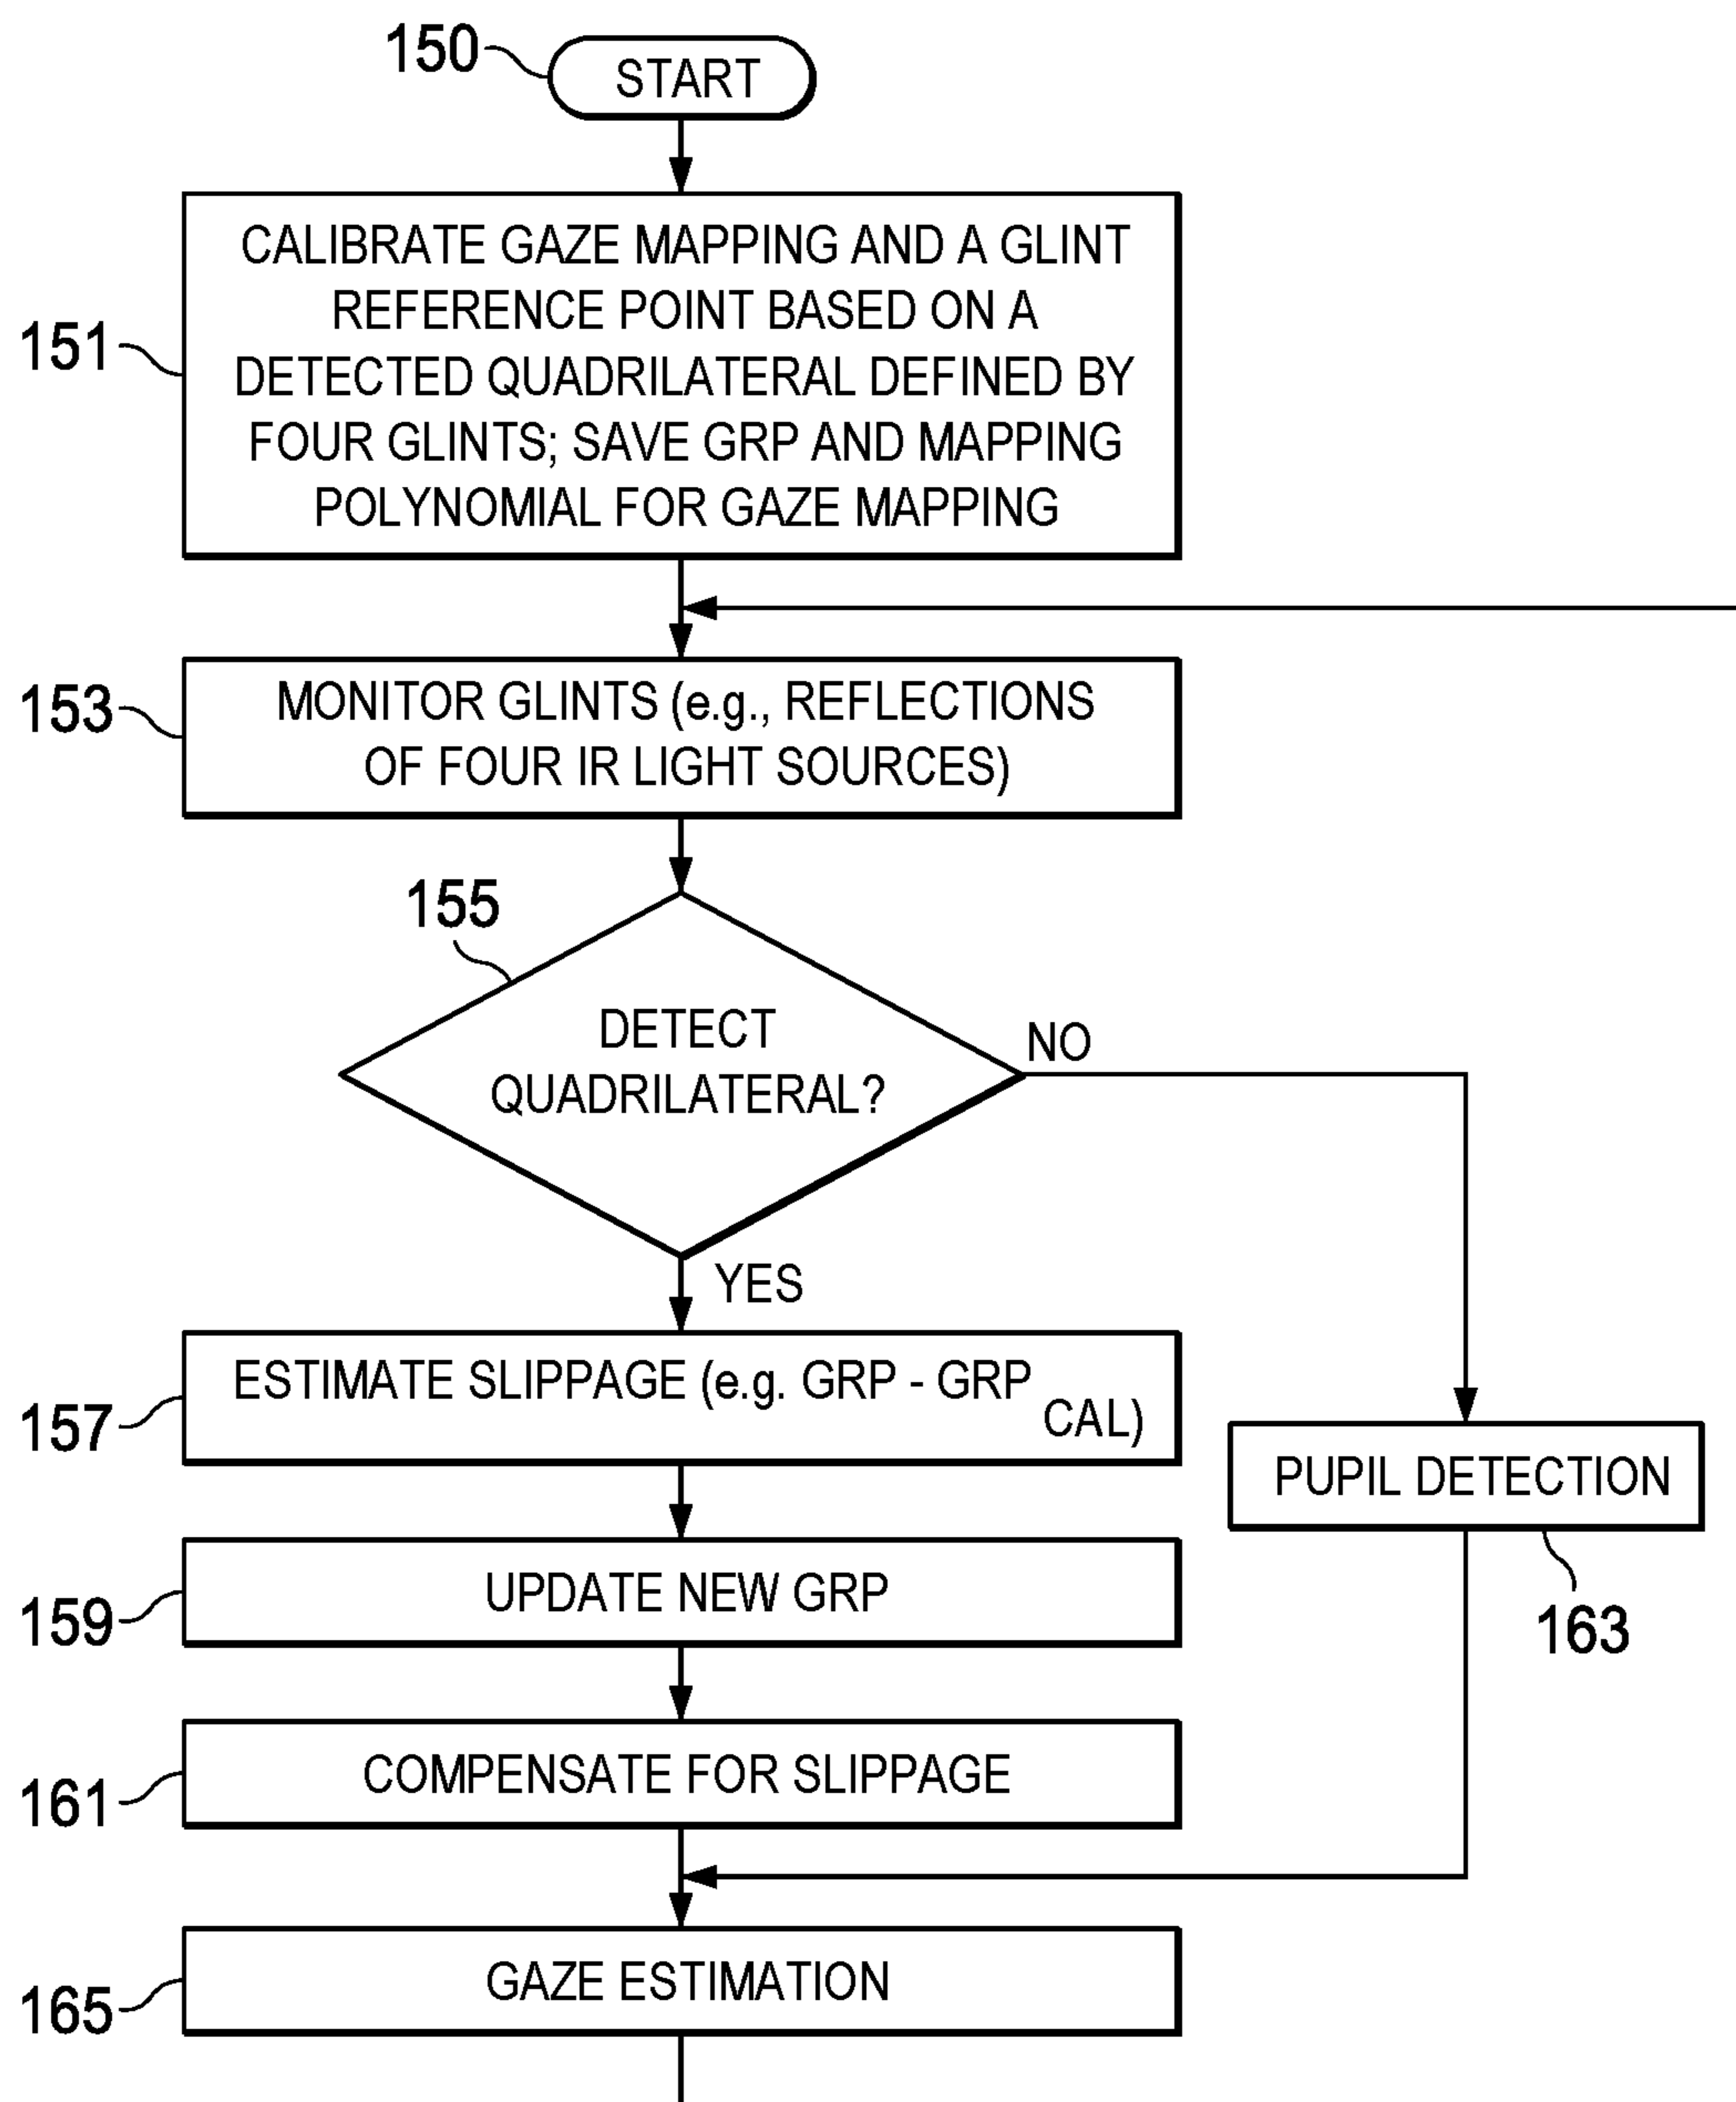 150
START
151
CALIBRATE GAZE MAPPING AND A GLINT
REFERENCE POINT BASED ON A
DETECTED QUADRILATERAL DEFINED BY
FOUR GLINTS; SAVE GRP AND MAPPING
POLYNOMIAL FOR GAZE MAPPING
153
MONITOR GLINTS (e.g., REFLECTIONS
OF FOUR IR LIGHT SOURCES)
155
DETECT
QUADRILATERAL?
NO
YES
157
ESTIMATE SLIPPAGE (e.g. GRP - GRP
CAL)
PUPIL DETECTION
163
159
UPDATE NEW GRP
161
COMPENSATE FOR SLIPPAGE
165
GAZE ESTIMATION